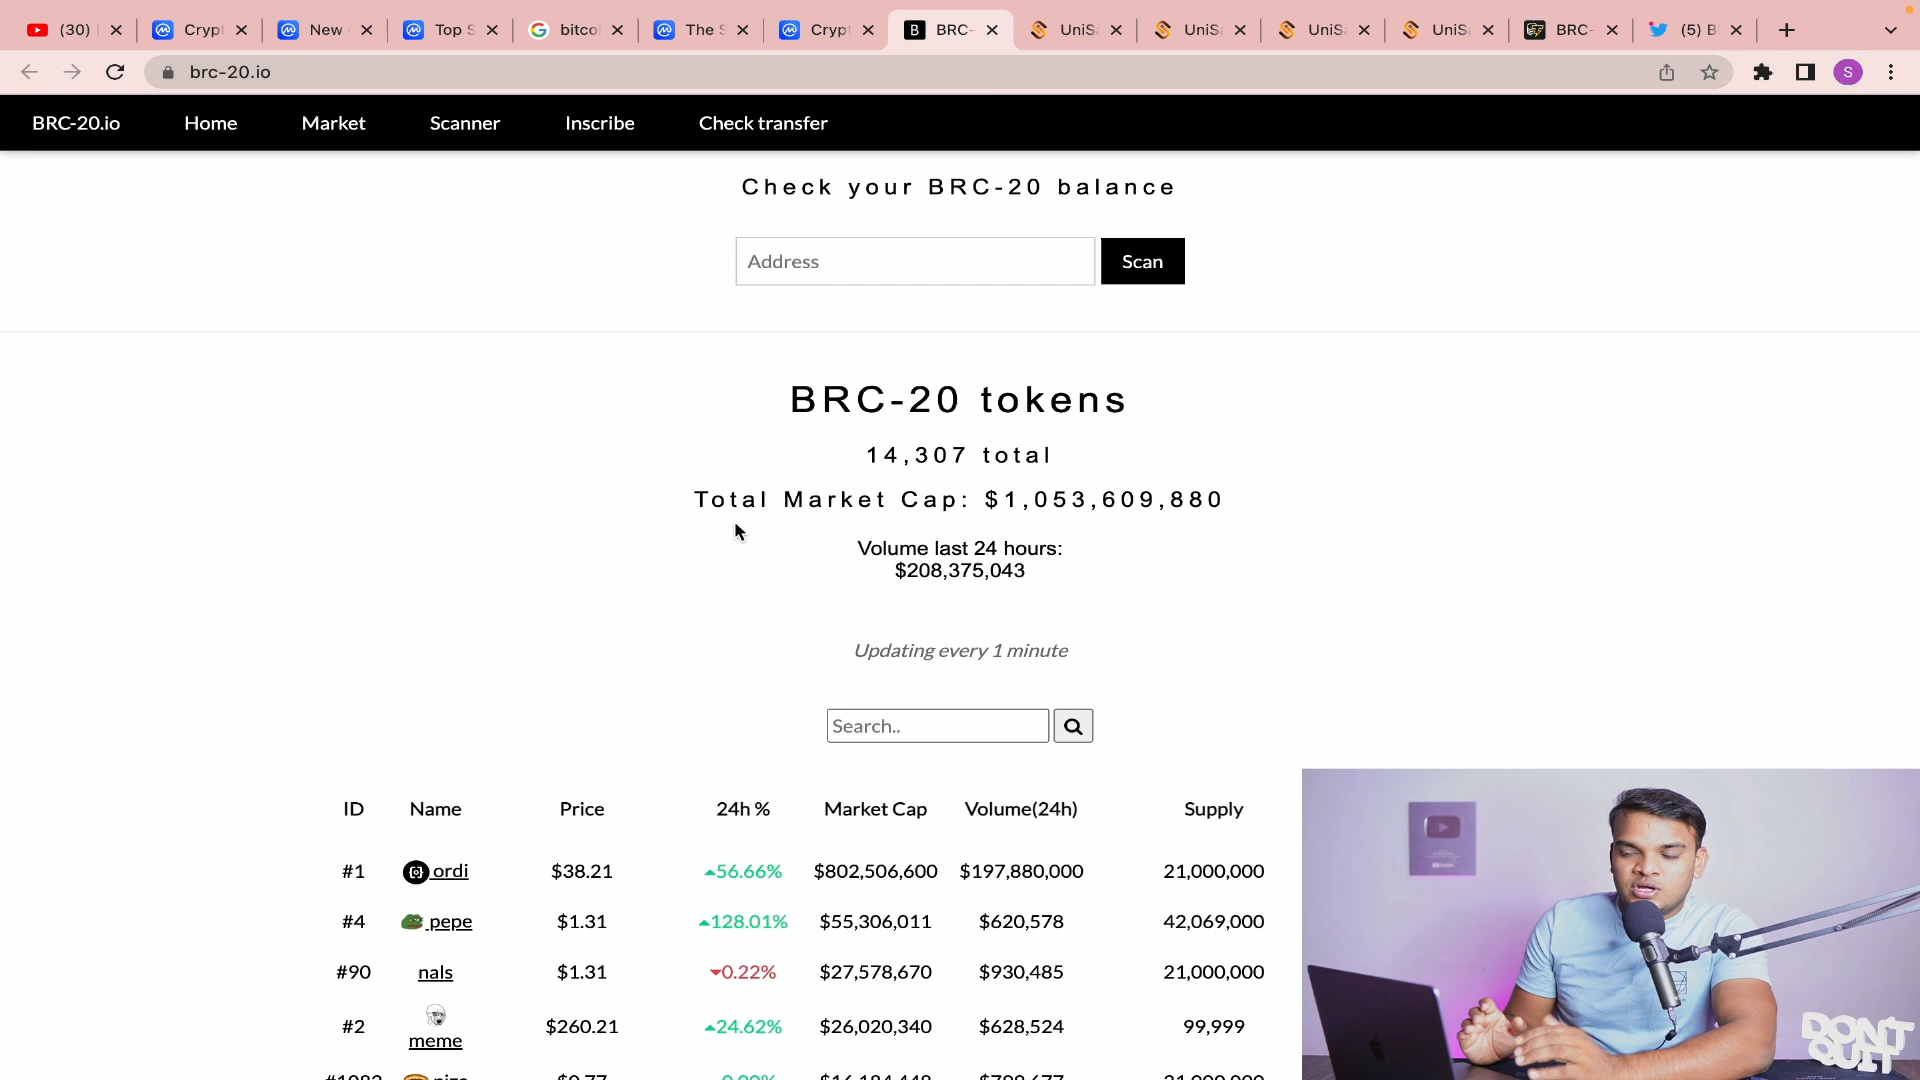 (30) Cryp New Top S bitco The S Crypt BRC- UniS UniS UniS UniS BRC- (5) B
brc-20.io S
BRC-20.io Home Market Scanner Inscribe Check transfer
Check your BRC-20 balance
Address Scan
BRC-20 tokens
14,307 total
Total Market Cap: $1,053,609,880
Volume last 24 hours:
$208,375,043
Updating every 1 minute
Search..
ID Name Price 24h % Market Cap Volume(24h) Supply
#1 ordi $38.21 56.66% $802,506,600 $197,880,000 21,000,000
#4 pepe $1.31 128.01% $55,306,011 $620,578 42,069,000
#90 nals $1.31 0.22% $27,578,670 $930,485 21,000,000
#2 meme $260.21 24.62% $26,020,340 $628,524 99,999
DON'T
QUIT